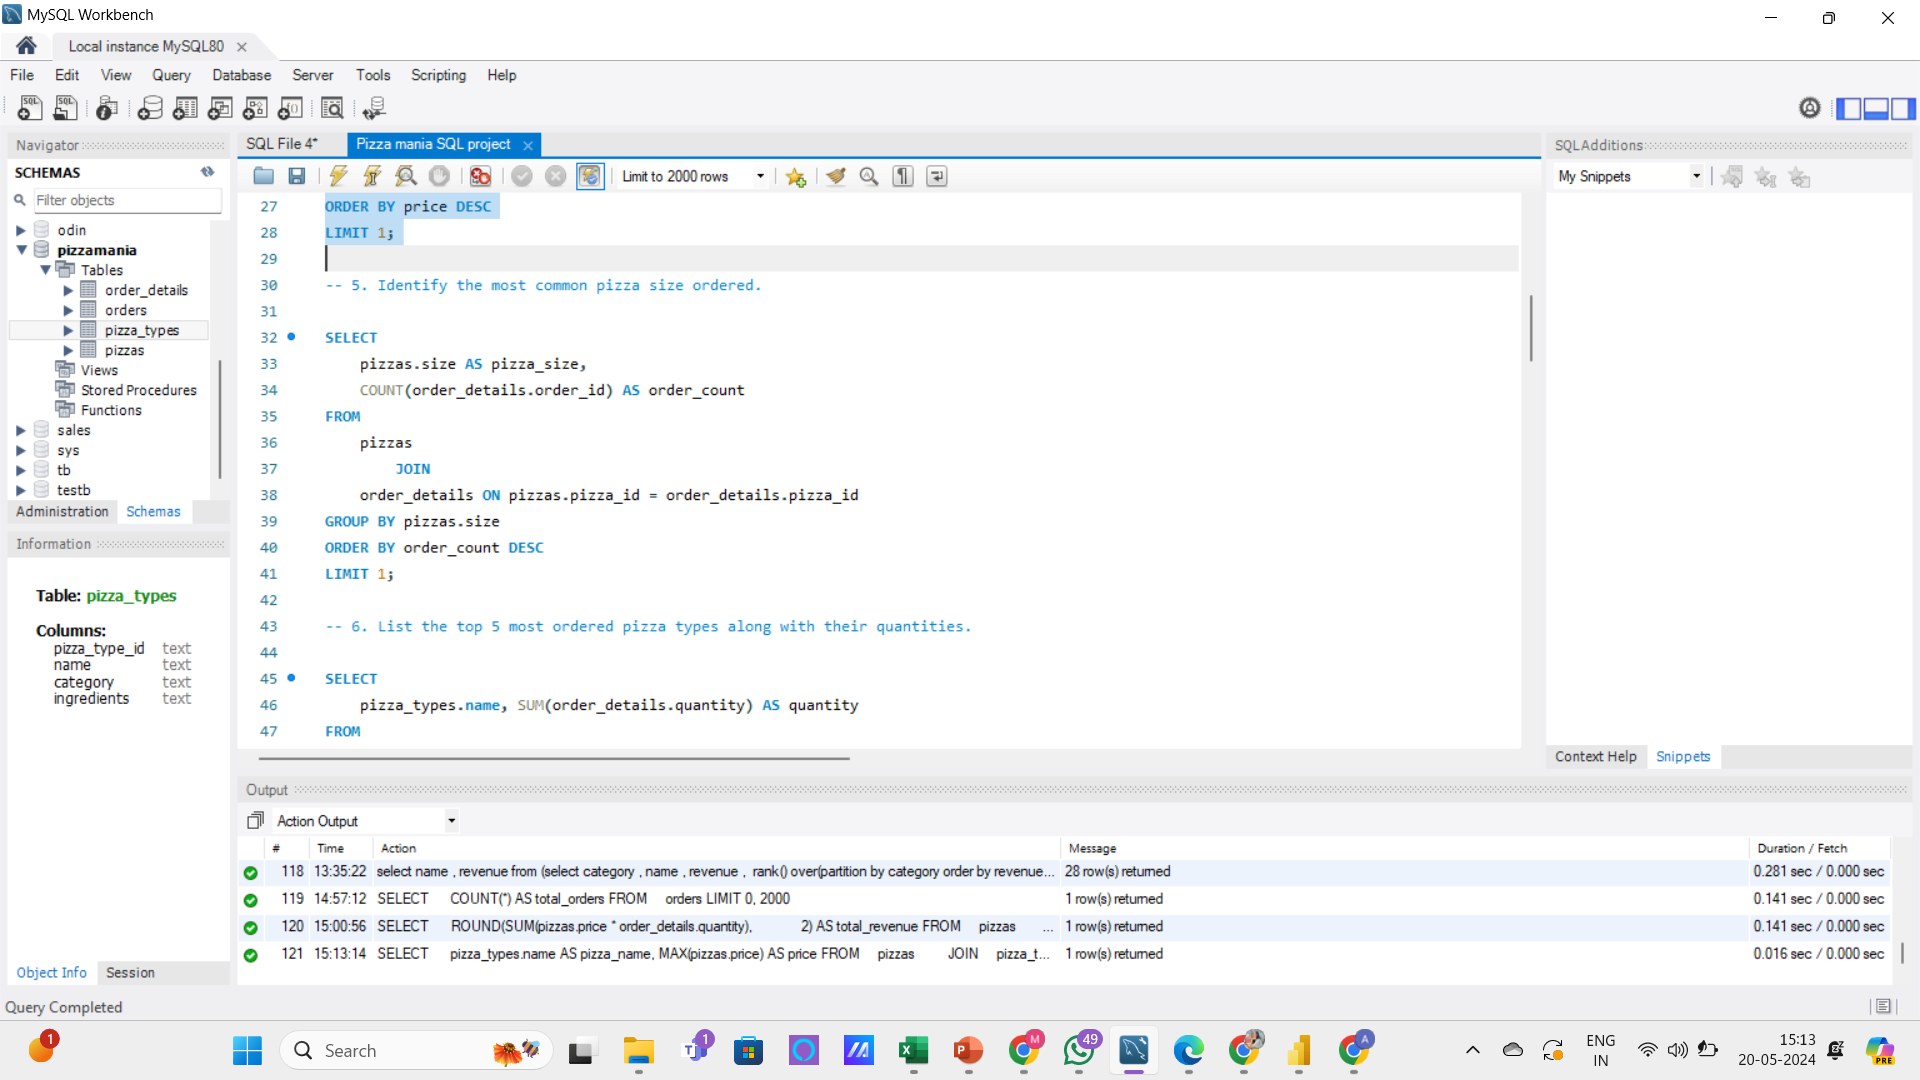 MySQL Workbench
Local instance MySQL80
File Edit View Query Database Server Tools Scripting Help
Navigator
SCHEMAS
Filter objects
odin
pizzamania
Tables
order_details
orders
pizza_types
pizzas
Views
Stored Procedures
Functions
sales
sys
tb
testb
Administration Schemas
Information
Table: pizza_types
Columns:
pizza_type_id text
name text
category text
ingredients text
Object Info Session
SQL File 4* Pizza mania SQL project
Limit to 2000 rows
27 ORDER BY price DESC
28 LIMIT 1;
29
30 -- 5. Identify the most common pizza size ordered.
31
32 SELECT
33 pizzas.size AS pizza_size,
34 COUNT(order_details.order_id) AS order_count
35 FROM
36 pizzas
37 JOIN
38 order_details ON pizzas.pizza_id = order_details.pizza_id
39 GROUP BY pizzas.size
40 ORDER BY order_count DESC
41 LIMIT 1;
42
43 -- 6. List the top 5 most ordered pizza types along with their quantities.
44
45 SELECT
46 pizza_types.name, SUM(order_details.quantity) AS quantity
47 FROM
SQLAdditions
My Snippets
Context Help Snippets
Output
Action Output
# Time Action Message Duration / Fetch
118 13:35:22 select name , revenue from (select category , name , revenue , rank() over(partition by category order by revenue... 28 row(s) returned 0.281 sec / 0.000 sec
119 14:57:12 SELECT COUNT(*) AS total_orders FROM orders LIMIT 0, 2000 1 row(s) returned 0.141 sec / 0.000 sec
120 15:00:56 SELECT ROUND(SUM(pizzas.price * order_details.quantity), 2) AS total_revenue FROM pizzas ... 1 row(s) returned 0.141 sec / 0.000 sec
121 15:13:14 SELECT pizza_types.name AS pizza_name, MAX(pizzas.price) AS price FROM pizzas JOIN pizza_t... 1 row(s) returned 0.016 sec / 0.000 sec
Query Completed
1
Search
1
M
49
A
ENG
IN
15:13
20-05-2024
PRE